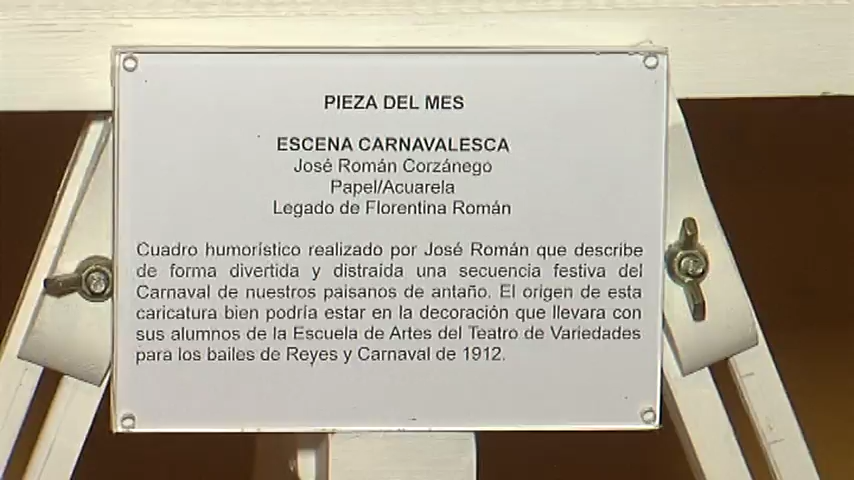 PIEZA DEL MES
ESCENA CARNAVALESCA
José Román Corzánego
Papel/Acuarela
Legado de Florentina Román
Cuadro humorístico realizado por José Román que describe
de forma divertida y distraída una secuencia festiva del
Carnaval de nuestros paisanos de antaño. El origen de esta
caricatura bien podría estar en la decoración que llevara con
sus alumnos de la Escuela de Artes del Teatro de Variedades
para los bailes de Reyes y Carnaval de 1912.